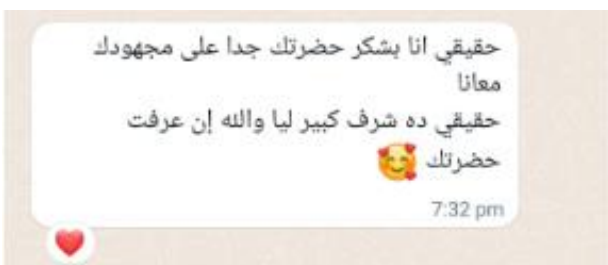 حقيقي انا بشكر حضرتك جدا على مجهودك
معانا
حقيقي ده شرف كبير ليا والله إن عرفت
حضرتك 🥰
7:32 pm